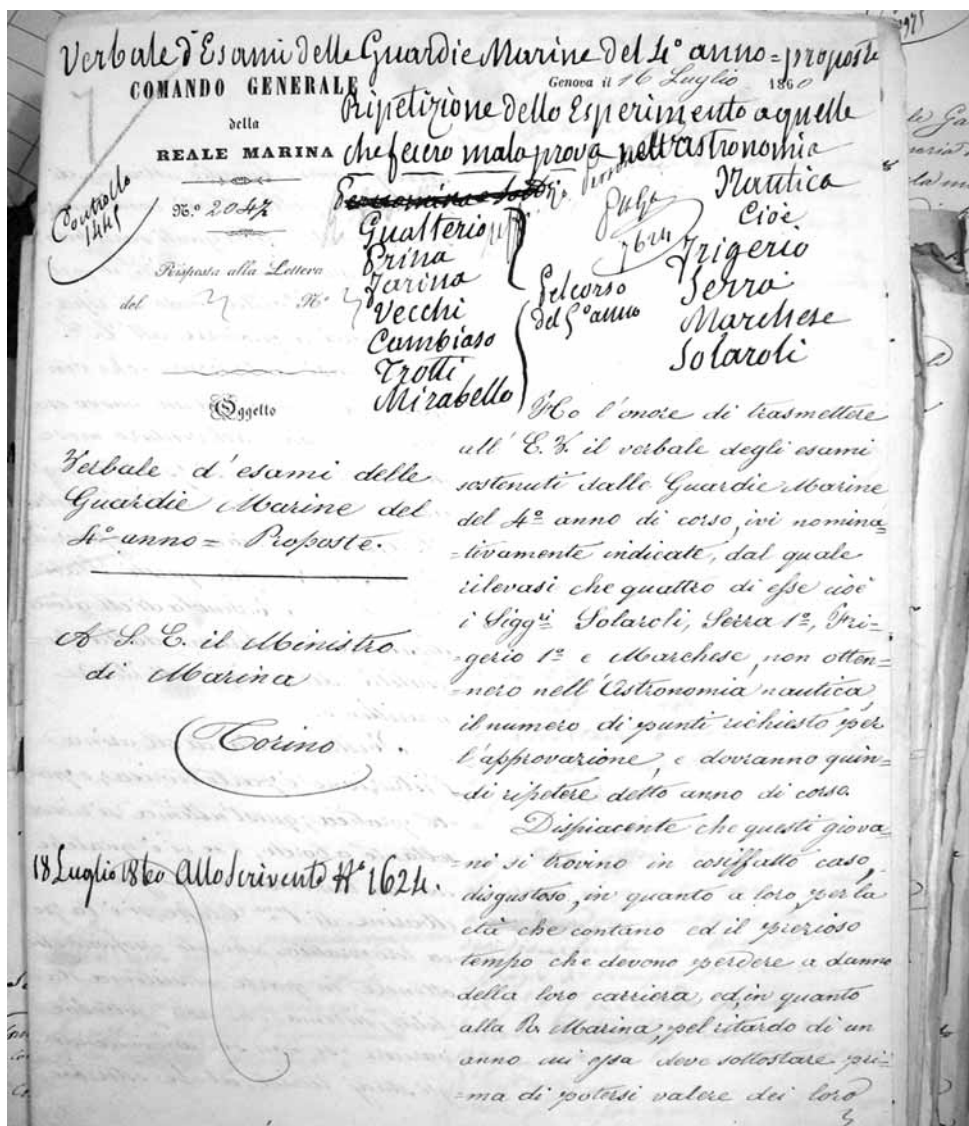 Verbale d'Esami delle Guardie Marine del 4° anno = proposte
COMANDO GENERALE
della
REALE MARINA
Genova il 16 Luglio 1860
Ripetizione dello Esperimento a quelle
che fecero mala prova nell'astronomia
Nautica
Cioè
Frigerio
Serra
Marchese
Solaroli
Controllo
1445
N.º 2047
Risposta alla Lettera
del N.º
Gualterio
Prina
Farina
Vecchi
Cambiaso
Trotti
Mirabello
Pel corso
del 5° anno
1624
Oggetto
Verbale d'esami delle
Guardie Marine del
4º anno = Proposte.
A S. E. il Ministro
di Marina
Torino.
18 Luglio 1860 Allo Scrivente Nº 1624.
Ho l'onore di trasmettere
all' E. V. il verbale degli esami
sostenuti dalle Guardie Marine
del 4º anno di corso, ivi nomina-
-tivamente indicate, dal quale
rilevasi che quattro di esse cioè
i Siggri Solaroli, Serra 1º, Fri-
-gerio 1º e Marchese, non otten-
-nero nell'Astronomia nautica,
il numero di punti richiesto per
l'approvazione, e dovranno quin-
-di ripetere detto anno di corso.
Dispiacente che questi giova-
-ni si trovino in cosiffatto caso,
disgustoso, in quanto a loro, per la
età che contano ed il prezioso
tempo che devono perdere a danno
della loro carriera, ed, in quanto
alla R. Marina, pel ritardo di un
anno cui essa deve sottostare pri-
-ma di potersi valere dei loro